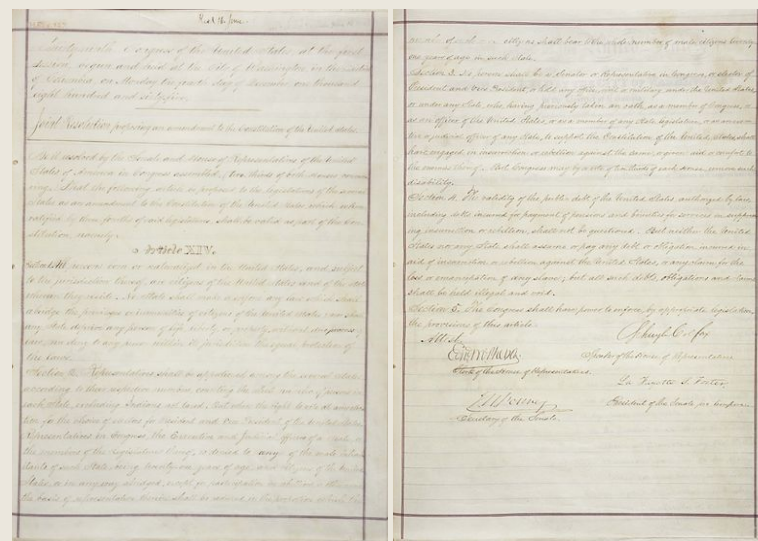 Thirty-ninth Congress of the United States, at the first
Session, begun and held at the City of Washington, in the District
of Columbia, on Monday the fourth day of December, one thousand
eight hundred and sixty-five
Joint Resolution proposing an amendment to the Constitution of the United States.
Be it resolved by the Senate and House of Representatives of the United
States of America in Congress assembled, two thirds of both Houses concur
ring, That the following article be proposed to the legislatures of the several
States as an amendment to the Constitution of the United States which when
ratified by three fourths of said legislatures, shall be valid as part of the Con
stitution, namely:
Article XIV.
Section persons born or naturalized in the United States, and subject
to the jurisdiction thereof, are citizens of the United States and of the State
wherein they reside. No State shall make or enforce any law which shall
abridge the privileges or immunities of citizens of the United States; nor shall
any State deprive any person of life, liberty, or property, without due process of
law; nor deny to any person within its jurisdiction the equal protection of
the laws.
Section 2. Representatives shall be apportioned among the several States
according to their respective numbers, counting the whole number of persons in
each State, excluding Indians not taxed. But when the right to vote at any elec
tion for the choice of electors for President and Vice President of the United States,
Representatives in Congress, the Executive and Judicial officers of a State, or
the members of the Legislature thereof, is denied to any of the male inhab
itants of such State, being twenty-one years of age, and citizens of the United
States, or in any way abridged, except for participation in rebellion, or other crime,
the basis of representation therein shall be reduced in the proportion which the
number of such male citizens shall bear to the whole number of male citizens twenty
one years of age in such State.
Section 3. No person shall be a Senator or Representative in Congress, or elector of
President and Vice President, or hold any office, civil or military, under the United States,
or under any State, who having previously taken an oath, as a member of Congress, or
as an officer of the United States, or as a member of any State legislature, or as an execu
tive or judicial officer of any State, to support the Constitution of the United States, shall
have engaged in insurrection or rebellion against the same, or given aid or comfort to
the enemies thereof. But Congress may by a vote of two thirds of each House, remove such
disability.
Section 4. The validity of the public debt of the United States authorized by law,
including debts incurred for payment of pensions and bounties for services in suppress
ing insurrection or rebellion, shall not be questioned. But neither the United
States nor any State shall assume or pay any debt or obligation incurred in
aid of insurrection or rebellion against the United States, or any claim for the
loss or emancipation of any slave; but all such debts, obligations and claims
shall be held illegal and void.
Section 5. The Congress shall have power to enforce, by appropriate legislation,
the provisions of this article.
Attest
Schuyler Colfax
Speaker of the House of Representatives
Edwd McPherson
Clerk of the House of Representatives.
La Fayette S. Foster
President of the Senate pro tempore
J W Forney
Secretary of the Senate.